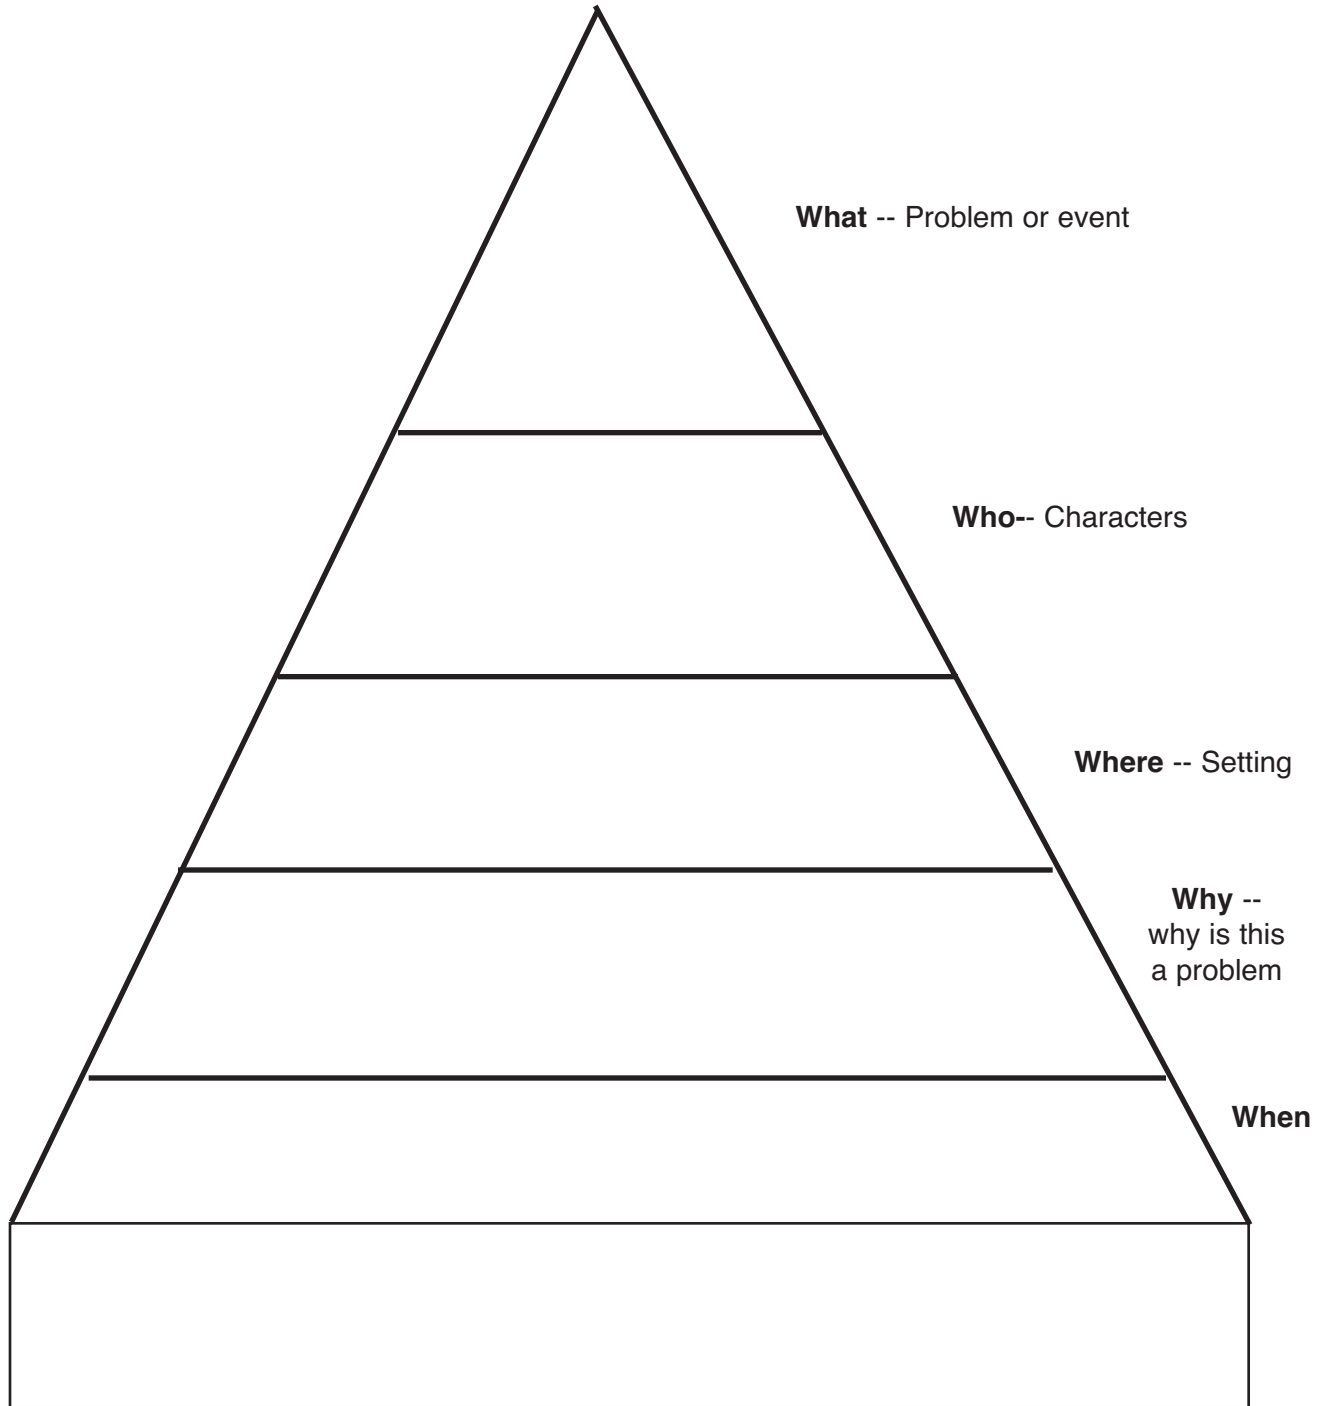 What -- Problem or event
Who-- Characters
Where -- Setting
Why --
why is this
a problem
When